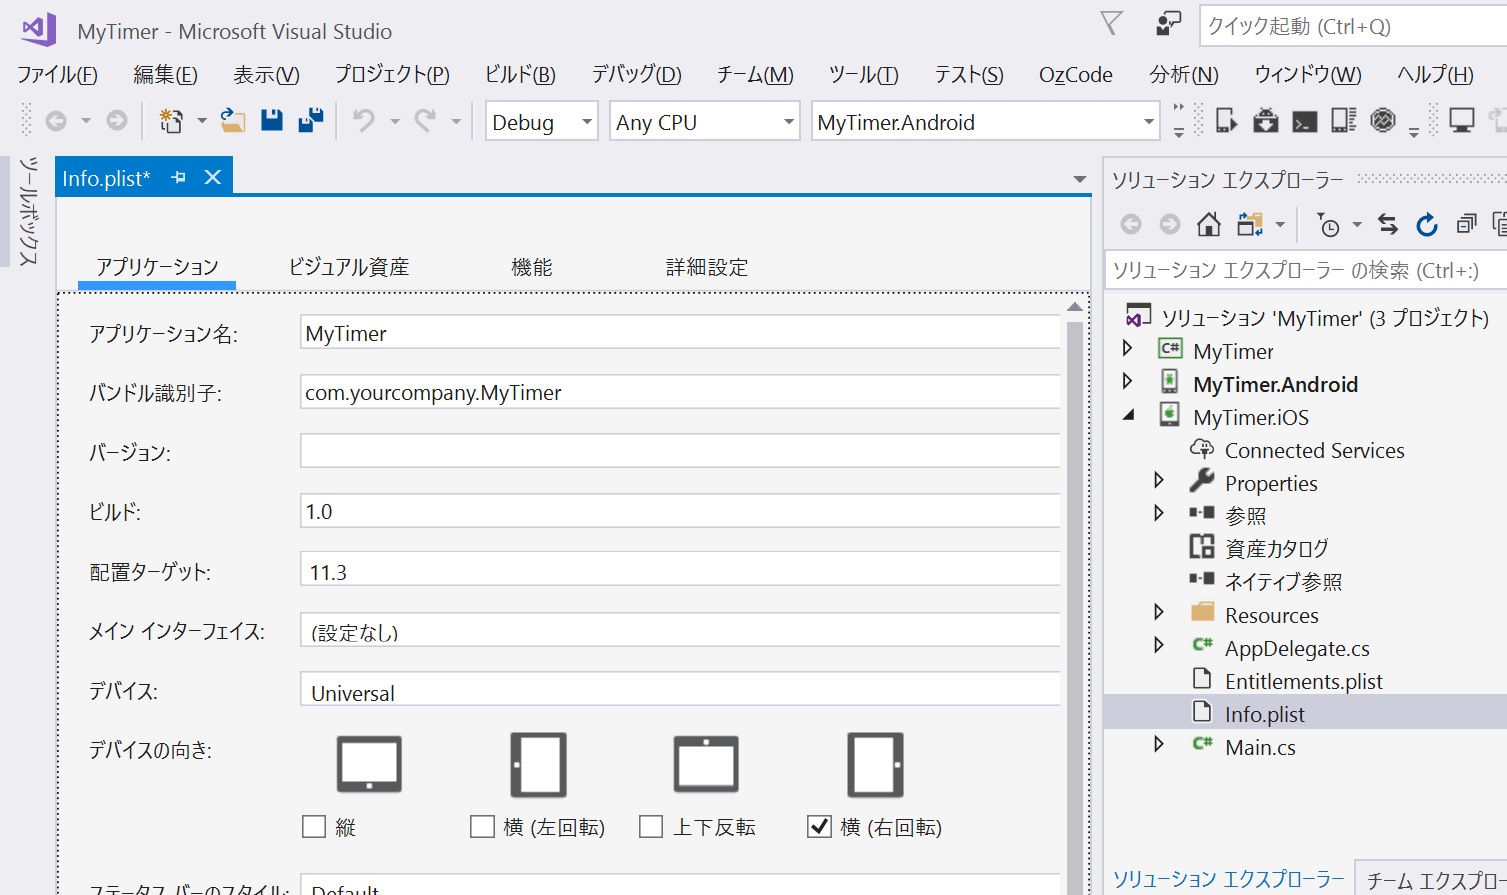 MyTimer - Microsoft Visual Studio
クイック起動 (Ctrl+Q)
ファイル(F) 編集(E) 表示(V) プロジェクト(P) ビルド(B) デバッグ(D) チーム(M) ツール(T) テスト(S) OzCode 分析(N) ウィンドウ(W) ヘルプ(H)
Debug Any CPU MyTimer.Android
ツールボックス
Info.plist*
アプリケーション ビジュアル資産 機能 詳細設定
アプリケーション名: MyTimer
バンドル識別子: com.yourcompany.MyTimer
バージョン:
ビルド: 1.0
配置ターゲット: 11.3
メイン インターフェイス: (設定なし)
デバイス: Universal
デバイスの向き:
縦 横 (左回転) 上下反転 横 (右回転)
ステータス バーのスタイル: Default
ソリューション エクスプローラー
ソリューション エクスプローラー の検索 (Ctrl+:)
ソリューション 'MyTimer' (3 プロジェクト)
C# MyTimer
MyTimer.Android
MyTimer.iOS
Connected Services
Properties
参照
資産カタログ
ネイティブ参照
Resources
C# AppDelegate.cs
Entitlements.plist
Info.plist
C# Main.cs
ソリューション エクスプローラー チーム エクスプロー